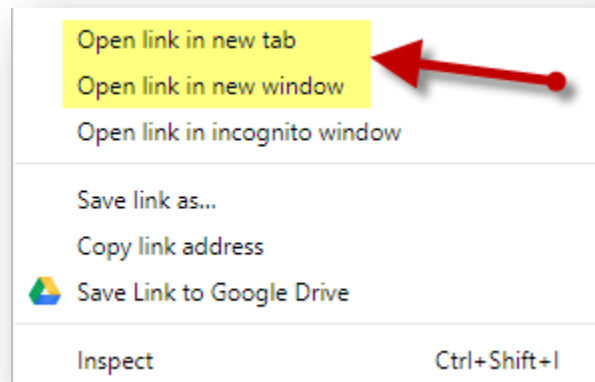 Open link in new tab
Open link in new window
Open link in incognito window
Save link as...
Copy link address
Save Link to Google Drive
Inspect Ctrl+Shift+I